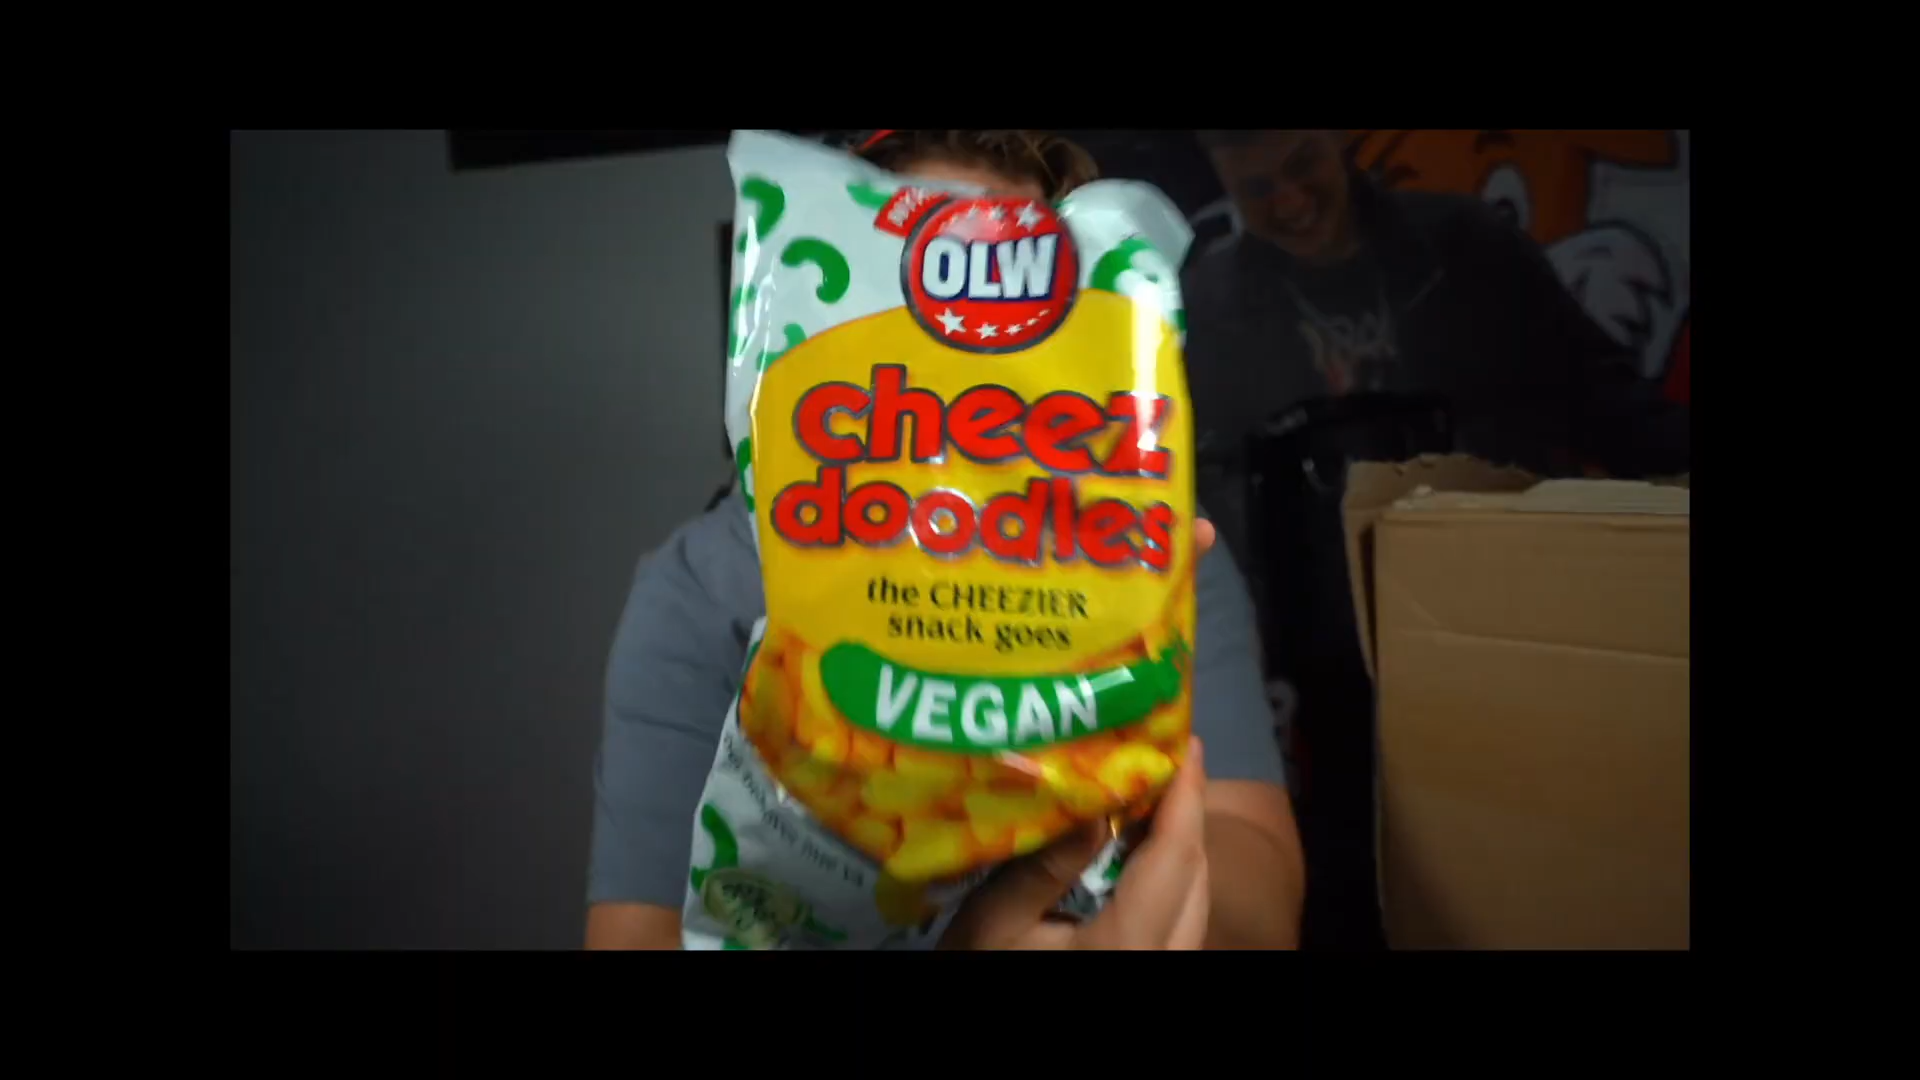 OLW
cheez
doodles
the CHEEZIER
snack goes
VEGAN